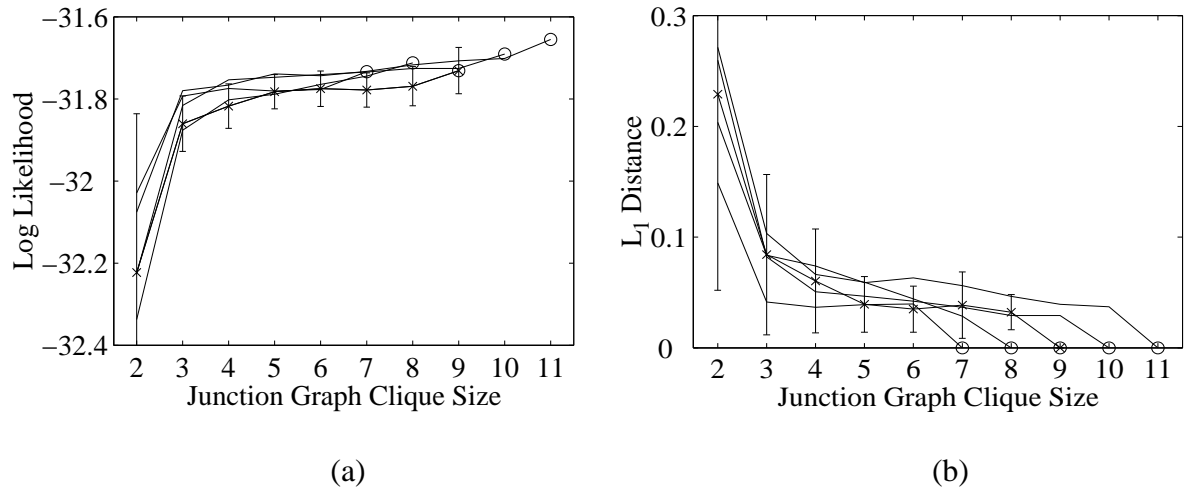 −31.6
−31.8
−32
−32.2
−32.4
Log Likelihood
2 3 4 5 6 7 8 9 10 11
Junction Graph Clique Size
(a)
0.3
0.2
0.1
0
L1 Distance
2 3 4 5 6 7 8 9 10 11
Junction Graph Clique Size
(b)